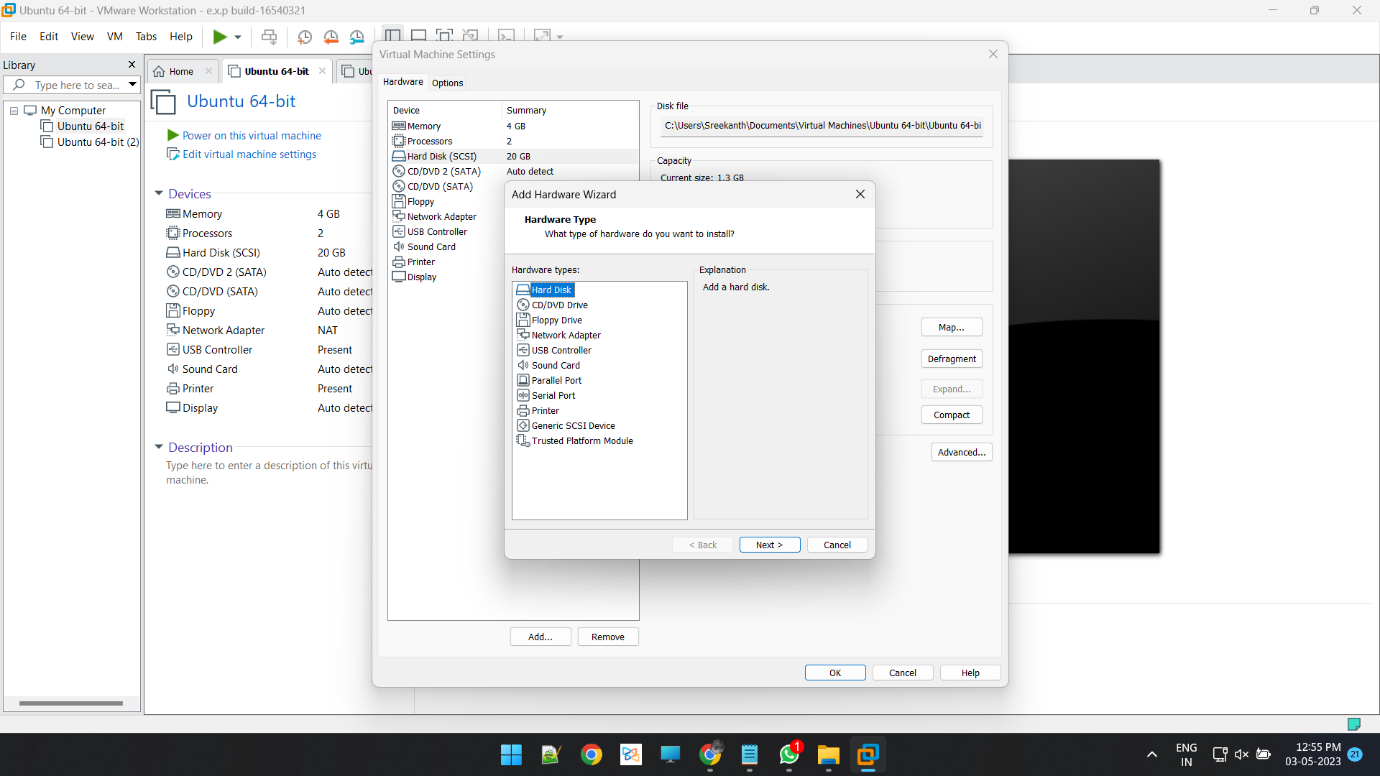 Ubuntu 64-bit - VMware Workstation - e.x.p build-16540321
File Edit View VM Tabs Help
Library
Type here to sea...
My Computer
Ubuntu 64-bit
Ubuntu 64-bit (2)
Home
Ubuntu 64-bit
Ubu
Ubuntu 64-bit
Power on this virtual machine
Edit virtual machine settings
Devices
Memory 4 GB
Processors 2
Hard Disk (SCSI) 20 GB
CD/DVD 2 (SATA) Auto detect
CD/DVD (SATA) Auto detect
Floppy Auto detect
Network Adapter NAT
USB Controller Present
Sound Card Auto detect
Printer Present
Display Auto detect
Description
Type here to enter a description of this virtu
machine.
Virtual Machine Settings
Hardware Options
Device Summary
Memory 4 GB
Processors 2
Hard Disk (SCSI) 20 GB
CD/DVD 2 (SATA) Auto detect
CD/DVD (SATA)
Floppy
Network Adapter
USB Controller
Sound Card
Printer
Display
Add... Remove
Disk file
C:\Users\Sreekanth\Documents\Virtual Machines\Ubuntu 64-bit\Ubuntu 64-bi
Capacity
Current size: 1.3 GB
Map...
Defragment
Expand...
Compact
Advanced...
OK Cancel Help
Add Hardware Wizard
Hardware Type
What type of hardware do you want to install?
Hardware types:
Hard Disk
CD/DVD Drive
Floppy Drive
Network Adapter
USB Controller
Sound Card
Parallel Port
Serial Port
Printer
Generic SCSI Device
Trusted Platform Module
Explanation
Add a hard disk.
< Back Next > Cancel
1
ENG
IN
12:55 PM
03-05-2023
21